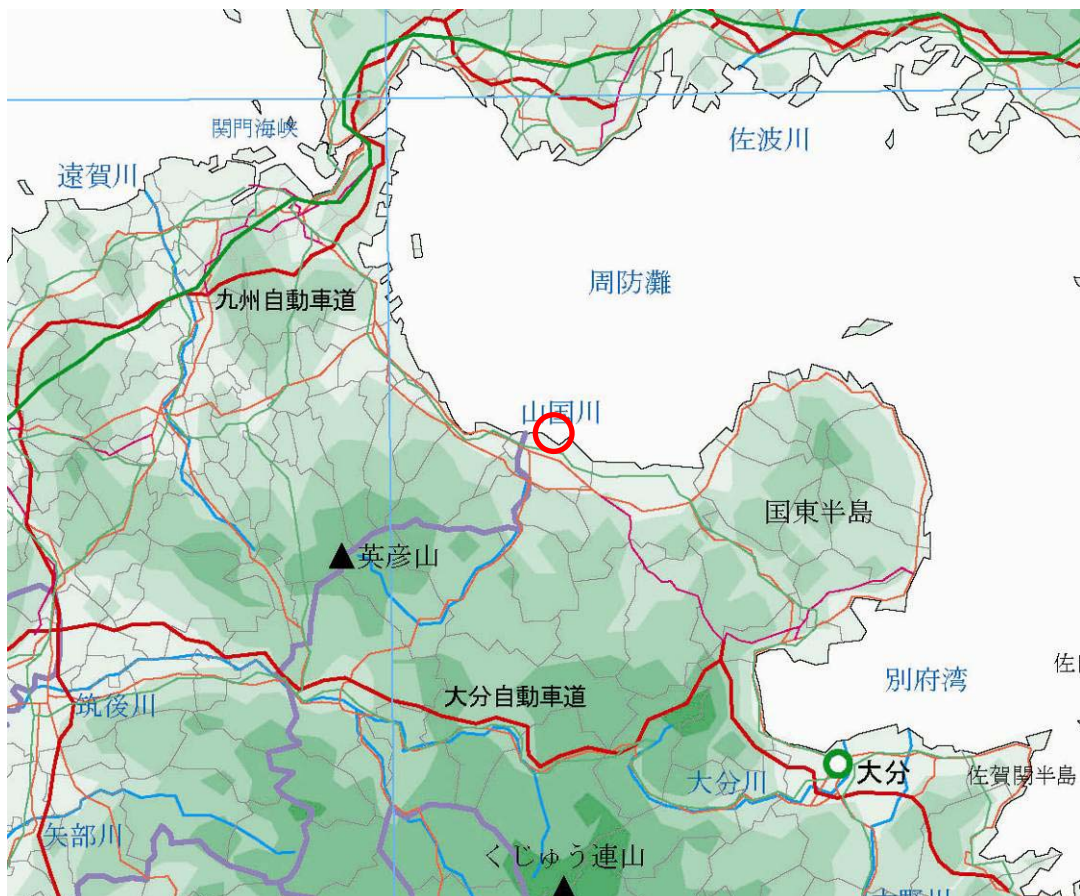 関門海峡
佐波川
遠賀川
周防灘
九州自動車道
山国川
国東半島
英彦山
別府湾
大分自動車道
筑後川
大分
大分川
佐賀関半島
矢部川
くじゅう連山